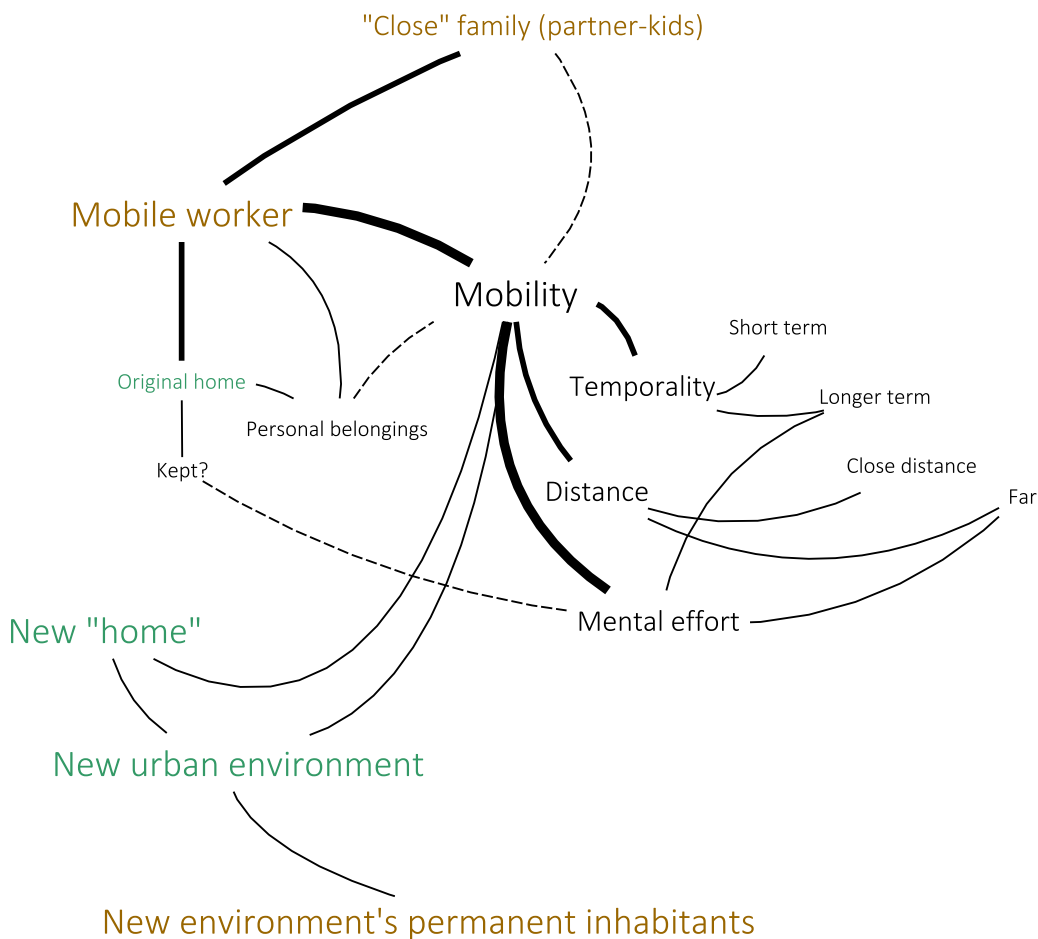 "Close" family (partner-kids)
Mobile worker
Mobility
Short term
Original home
Temporality
Longer term
Personal belongings
Kept?
Close distance
Distance
Far
Mental effort
New "home"
New urban environment
New environment's permanent inhabitants